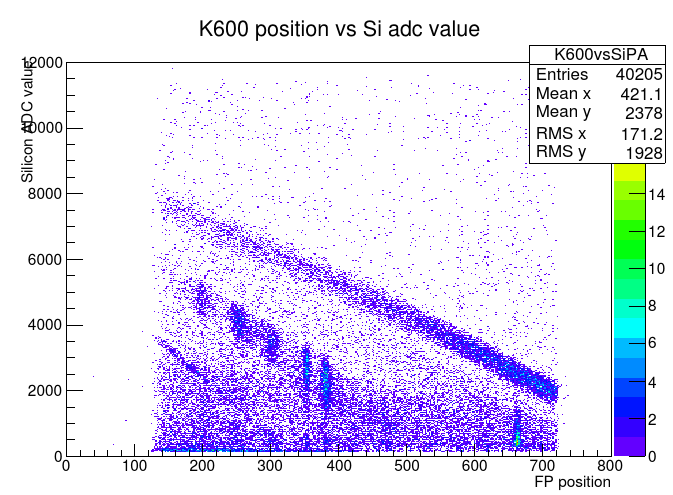 K600 position vs Si adc value
K600vsSiPA
Entries 40205
Mean x 421.1
Mean y 2378
RMS x 171.2
RMS y 1928
Silicon ADC value
12000
10000
8000
6000
4000
2000
0
14
12
10
8
6
4
2
0
0 100 200 300 400 500 600 700 800
FP position